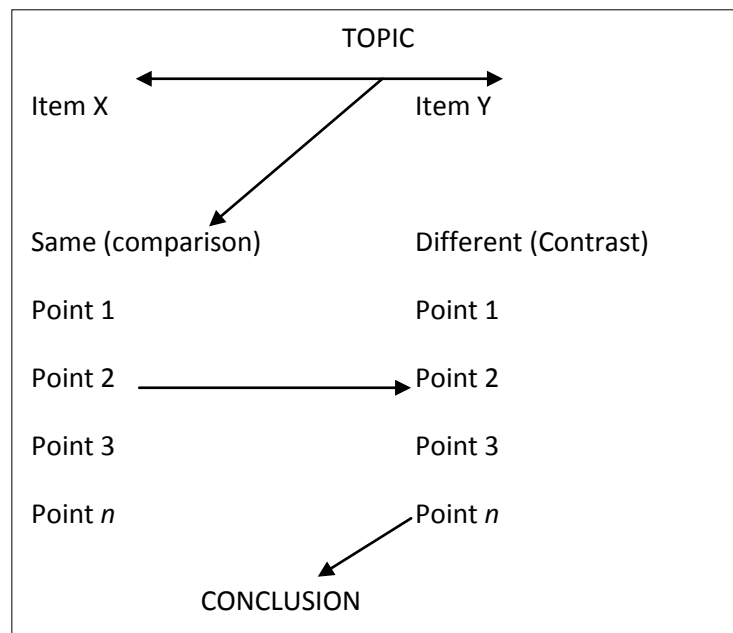 TOPIC
Item X Item Y
Same (comparison) Different (Contrast)
Point 1 Point 1
Point 2 Point 2
Point 3 Point 3
Point n Point n
CONCLUSION